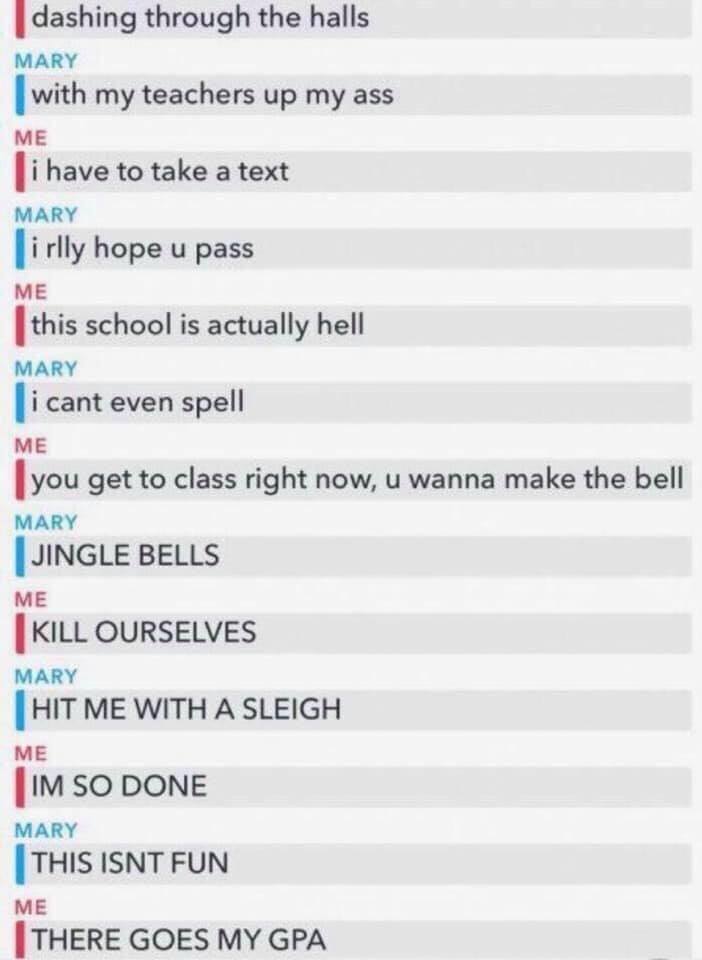 dashing through the halls
MARY
with my teachers up my ass
ME
i have to take a text
MARY
i rlly hope u pass
ME
this school is actually hell
MARY
i cant even spell
ME
you get to class right now, u wanna make the bell
MARY
JINGLE BELLS
ME
KILL OURSELVES
MARY
HIT ME WITH A SLEIGH
ME
IM SO DONE
MARY
THIS ISNT FUN
ME
THERE GOES MY GPA